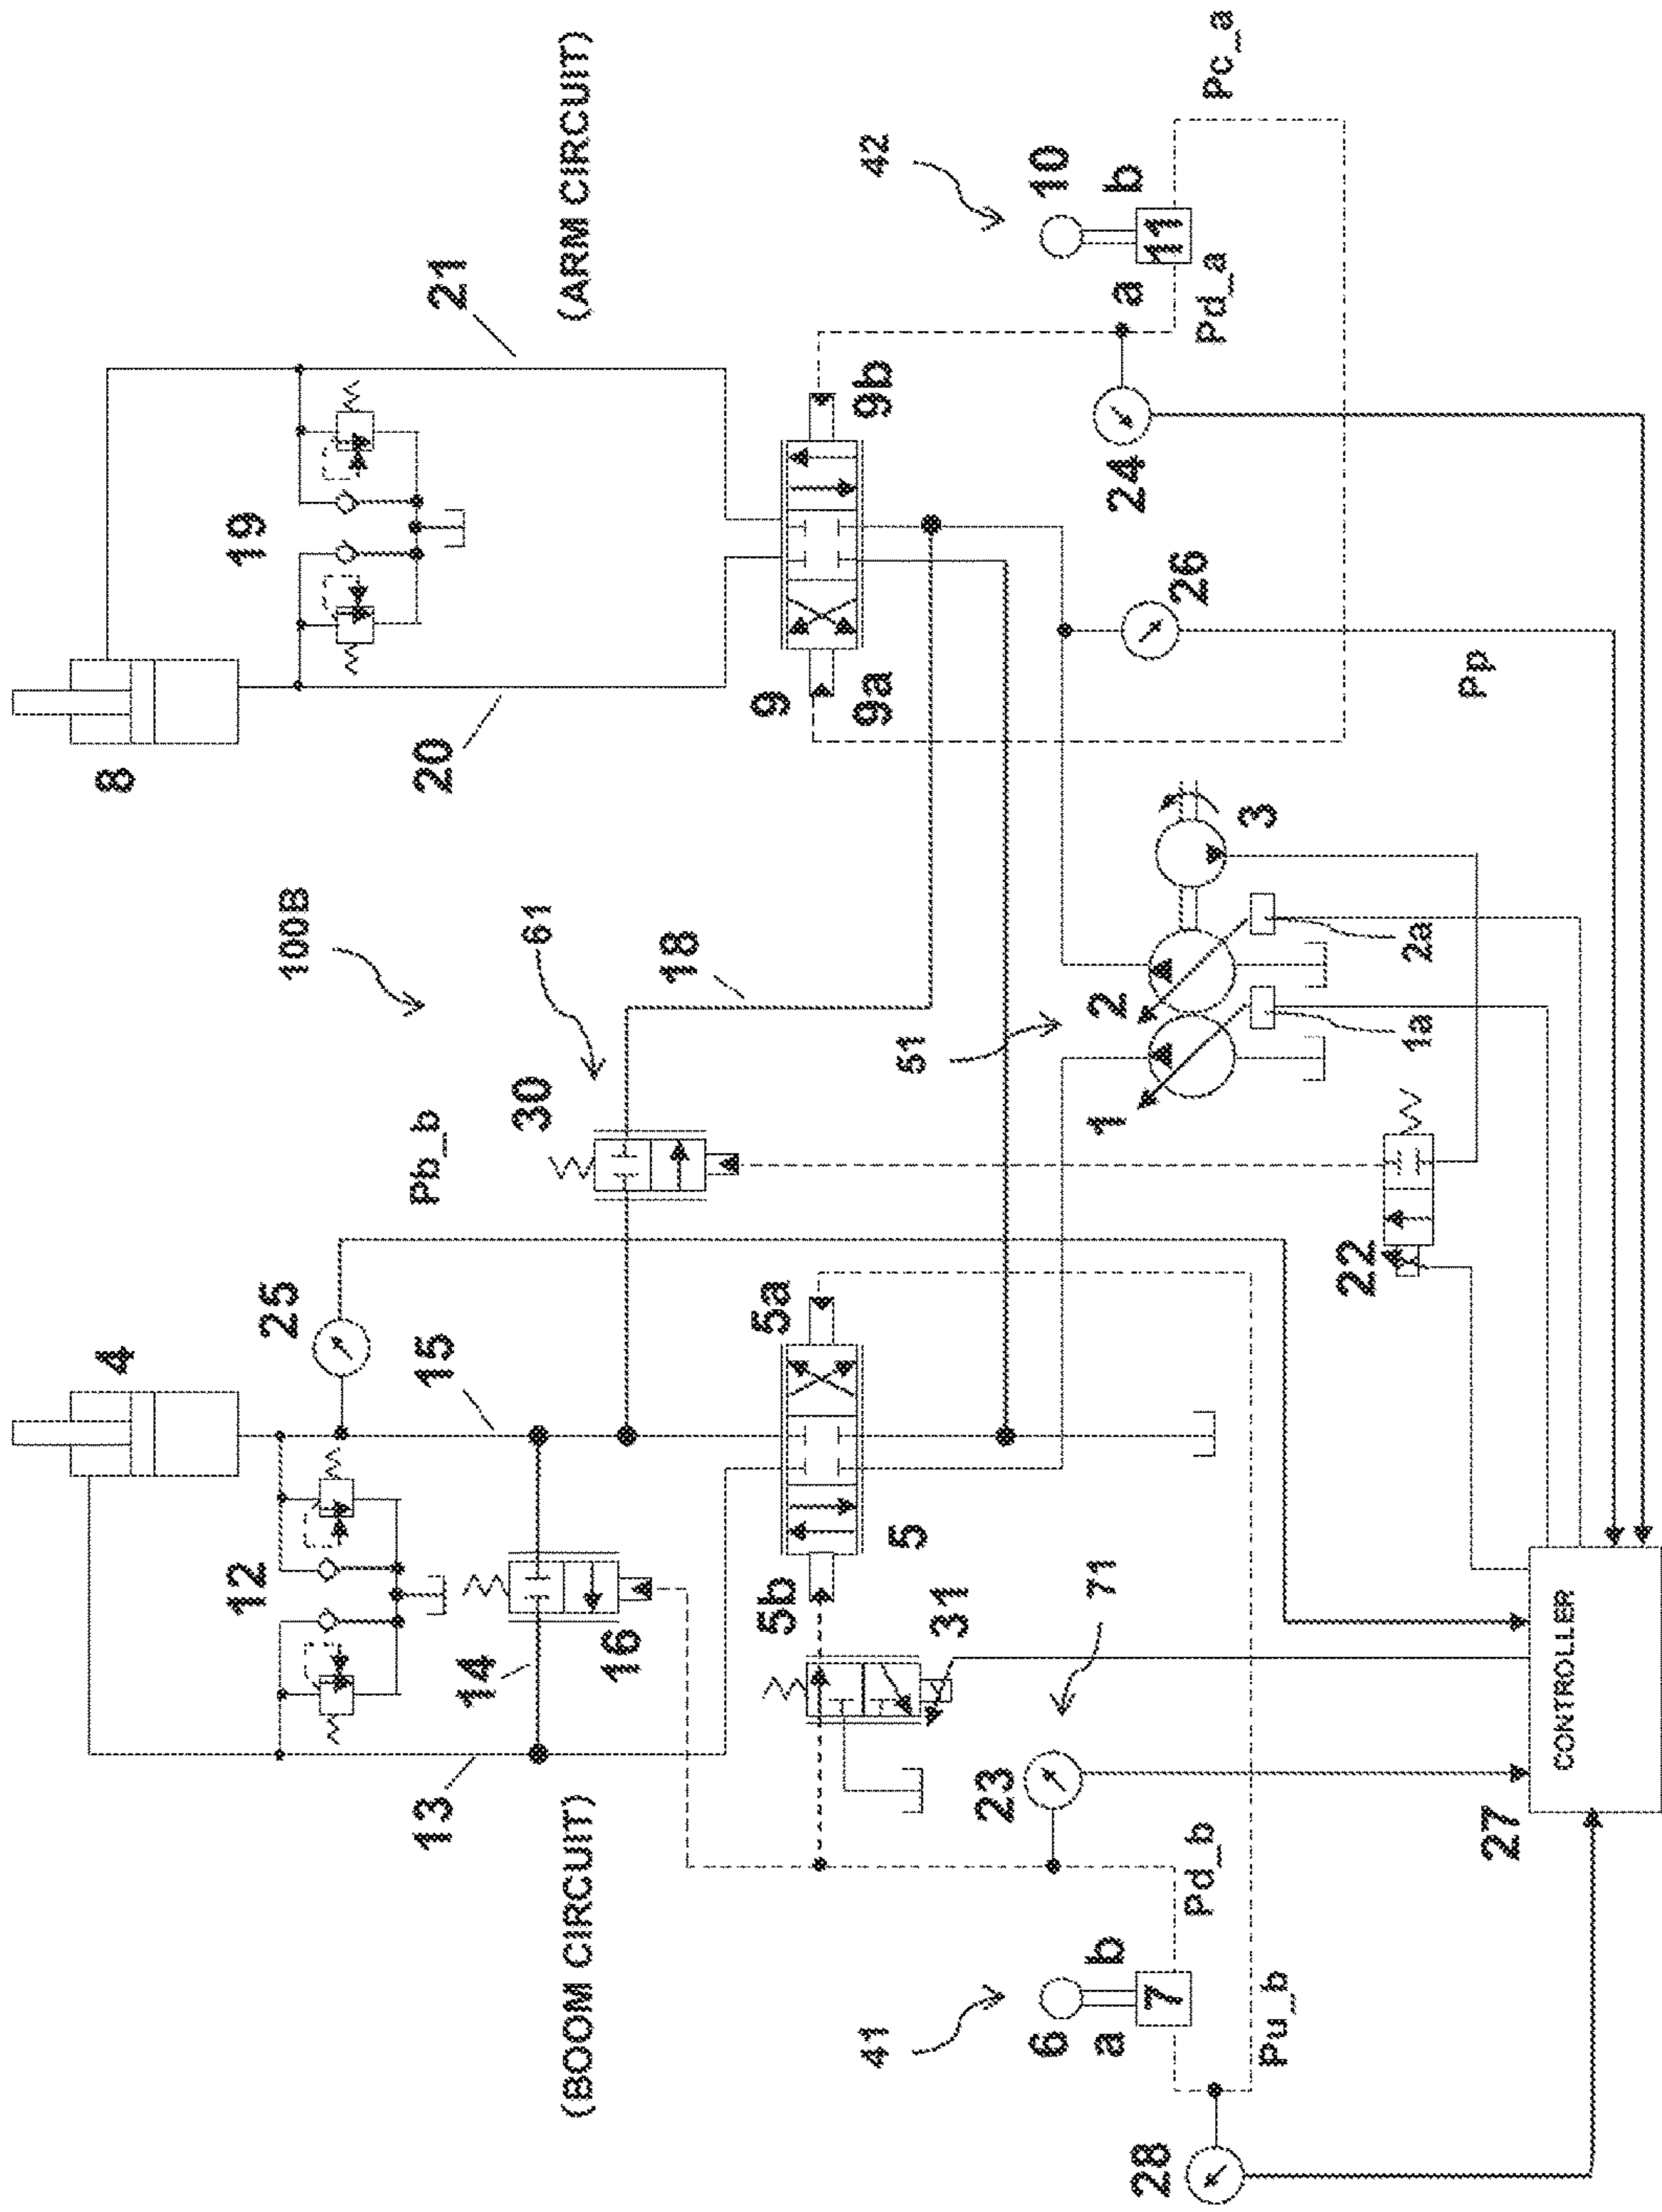 8
19
21
(ARM CIRCUIT)
20
9
9a
9b
42
10
a
b
11
Pd_a
Pc_a
24
26
Pp
100B
61
18
30
Pb_b
51
1
2
3
1a
2a
22
4
25
15
12
14
16
13
(BOOM CIRCUIT)
5a
5
5b
31
71
23
41
6
a
b
7
Pd_b
Pu_b
28
27
CONTROLLER